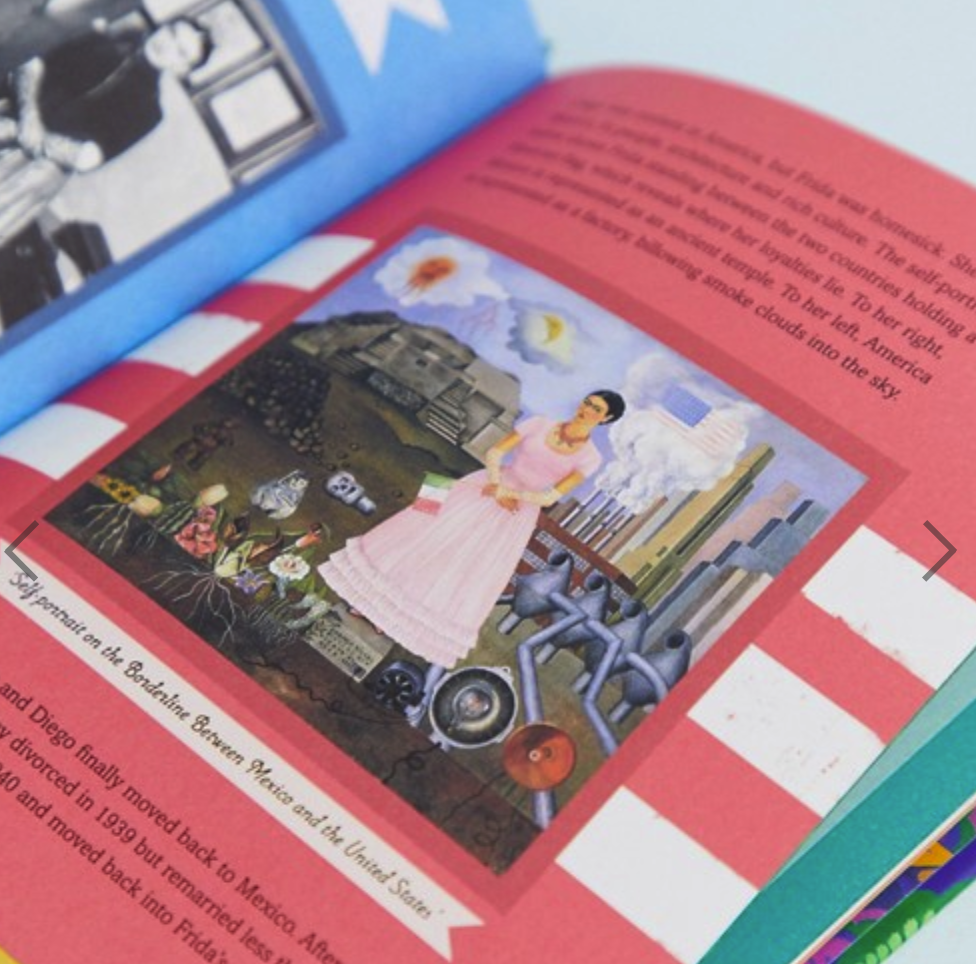 in America, but Frida was homesick. She
people, architecture and rich culture. The self-port
Frida standing between the two countries holding a
flag, which reveals where her loyalties lie. To her right,
is represented as an ancient temple. To her left, America
represented as a factory, billowing smoke clouds into the sky.
'Self-portrait on the Borderline Between Mexico and the United States'
and Diego finally moved back to Mexico. After
divorced in 1939 but remarried less th
40 and moved back into Frida's